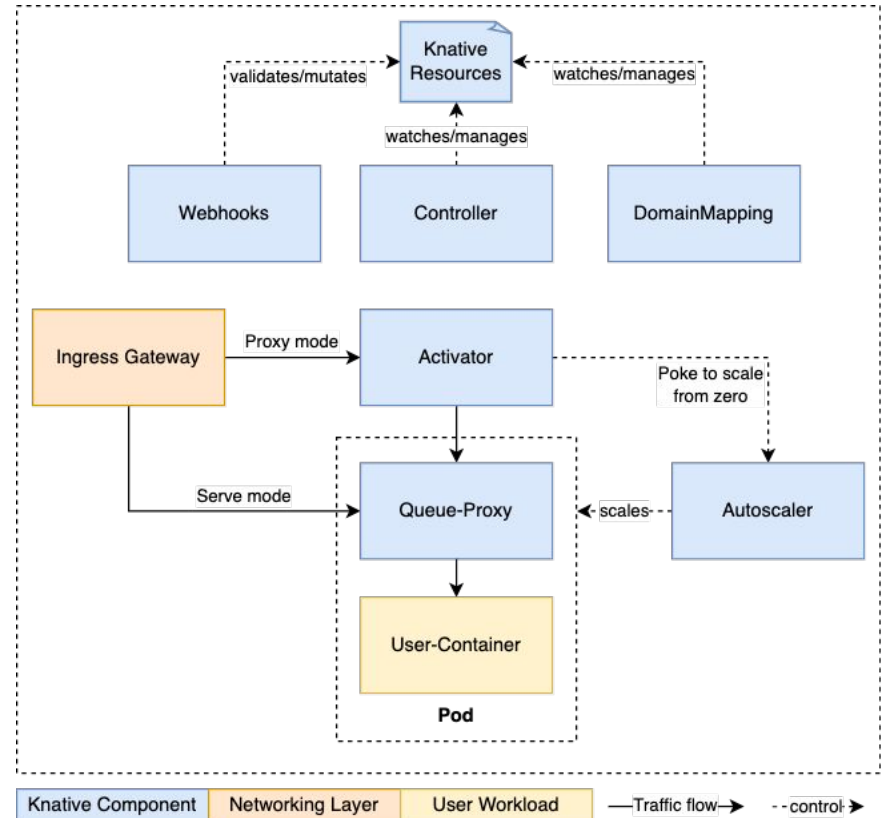 Knative
Resources
validates/mutates
watches/manages
watches/manages
Webhooks
Controller
DomainMapping
Ingress Gateway
Proxy mode
Activator
Poke to scale
from zero
Serve mode
Queue-Proxy
scales
Autoscaler
User-Container
Pod
Knative Component
Networking Layer
User Workload
Traffic flow
control